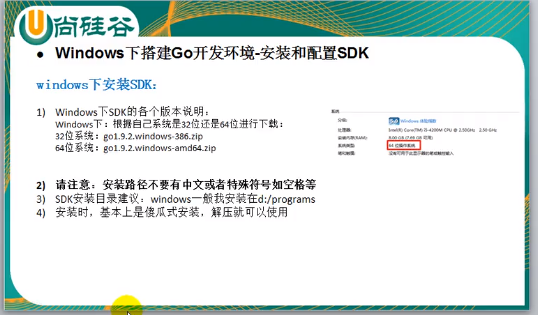 尚硅谷
● Windows下搭建Go开发环境-安装和配置SDK
windows下安装SDK：
1) Windows下SDK的各个版本说明：
Windows下：根据自己系统是32位还是64位进行下载：
32位系统：go1.9.2.windows-386.zip
64位系统：go1.9.2.windows-amd64.zip
2) 请注意：安装路径不要有中文或者特殊符号如空格等
3) SDK安装目录建议：windows一般我安装在d:/programs
4) 安装时，基本上是傻瓜式安装，解压就可以使用
系统
分级：
Windows 体验指数
处理器：
Intel(R) Core(TM) i3-4200M CPU @ 2.50GHz 2.50 GHz
安装内存(RAM)：
8.00 GB
系统类型：
64 位操作系统
笔和触摸：
没有可用于此显示器的笔或触控输入